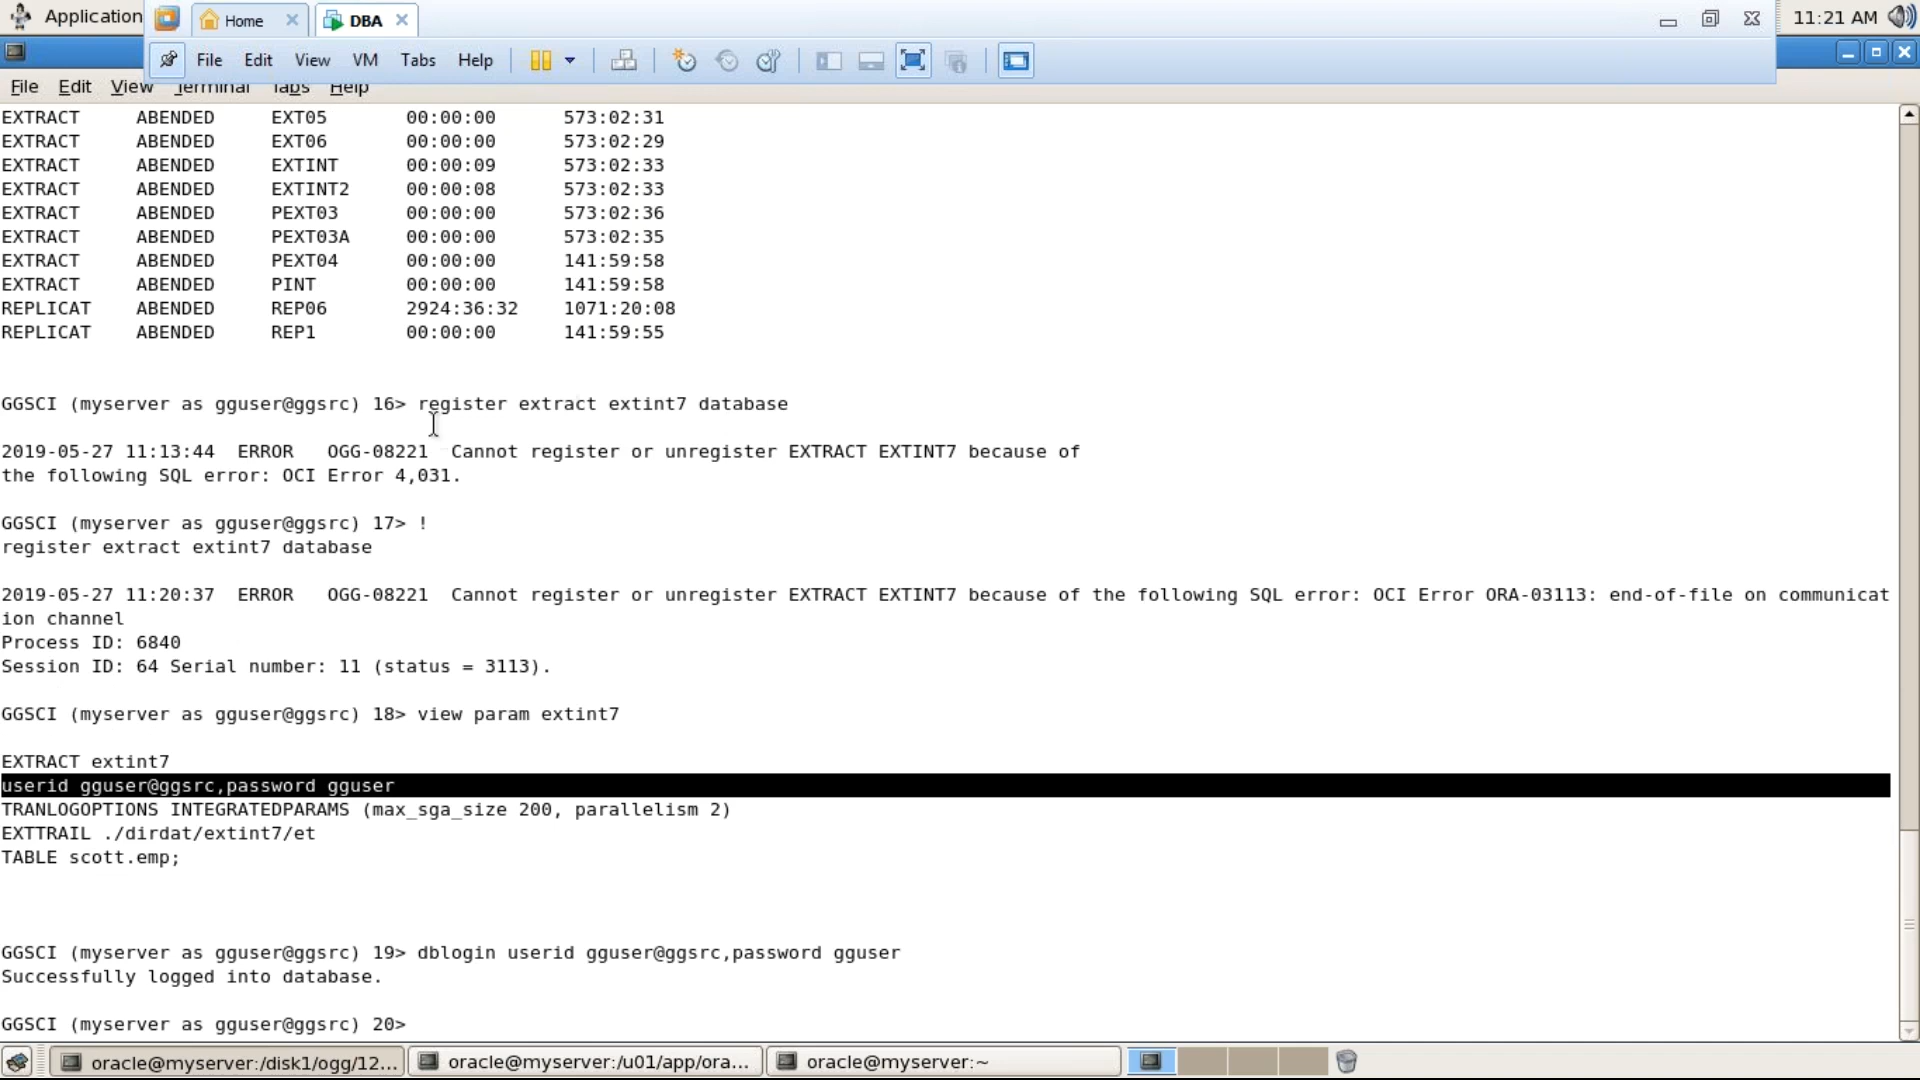 Application
Home
DBA
11:21 AM
File Edit View VM Tabs Help
File Edit View Terminal Tabs Help
EXTRACT ABENDED EXT05 00:00:00 573:02:31
EXTRACT ABENDED EXT06 00:00:00 573:02:29
EXTRACT ABENDED EXTINT 00:00:09 573:02:33
EXTRACT ABENDED EXTINT2 00:00:08 573:02:33
EXTRACT ABENDED PEXT03 00:00:00 573:02:36
EXTRACT ABENDED PEXT03A 00:00:00 573:02:35
EXTRACT ABENDED PEXT04 00:00:00 141:59:58
EXTRACT ABENDED PINT 00:00:00 141:59:58
REPLICAT ABENDED REP06 2924:36:32 1071:20:08
REPLICAT ABENDED REP1 00:00:00 141:59:55
GGSCI (myserver as gguser@ggsrc) 16> register extract extint7 database
2019-05-27 11:13:44 ERROR OGG-08221 Cannot register or unregister EXTRACT EXTINT7 because of
the following SQL error: OCI Error 4,031.
GGSCI (myserver as gguser@ggsrc) 17> !
register extract extint7 database
2019-05-27 11:20:37 ERROR OGG-08221 Cannot register or unregister EXTRACT EXTINT7 because of the following SQL error: OCI Error ORA-03113: end-of-file on communicat
ion channel
Process ID: 6840
Session ID: 64 Serial number: 11 (status = 3113).
GGSCI (myserver as gguser@ggsrc) 18> view param extint7
EXTRACT extint7
userid gguser@ggsrc,password gguser
TRANLOGOPTIONS INTEGRATEDPARAMS (max_sga_size 200, parallelism 2)
EXTTRAIL ./dirdat/extint7/et
TABLE scott.emp;
GGSCI (myserver as gguser@ggsrc) 19> dblogin userid gguser@ggsrc,password gguser
Successfully logged into database.
GGSCI (myserver as gguser@ggsrc) 20>
oracle@myserver:/disk1/ogg/12...
oracle@myserver:/u01/app/ora...
oracle@myserver:~